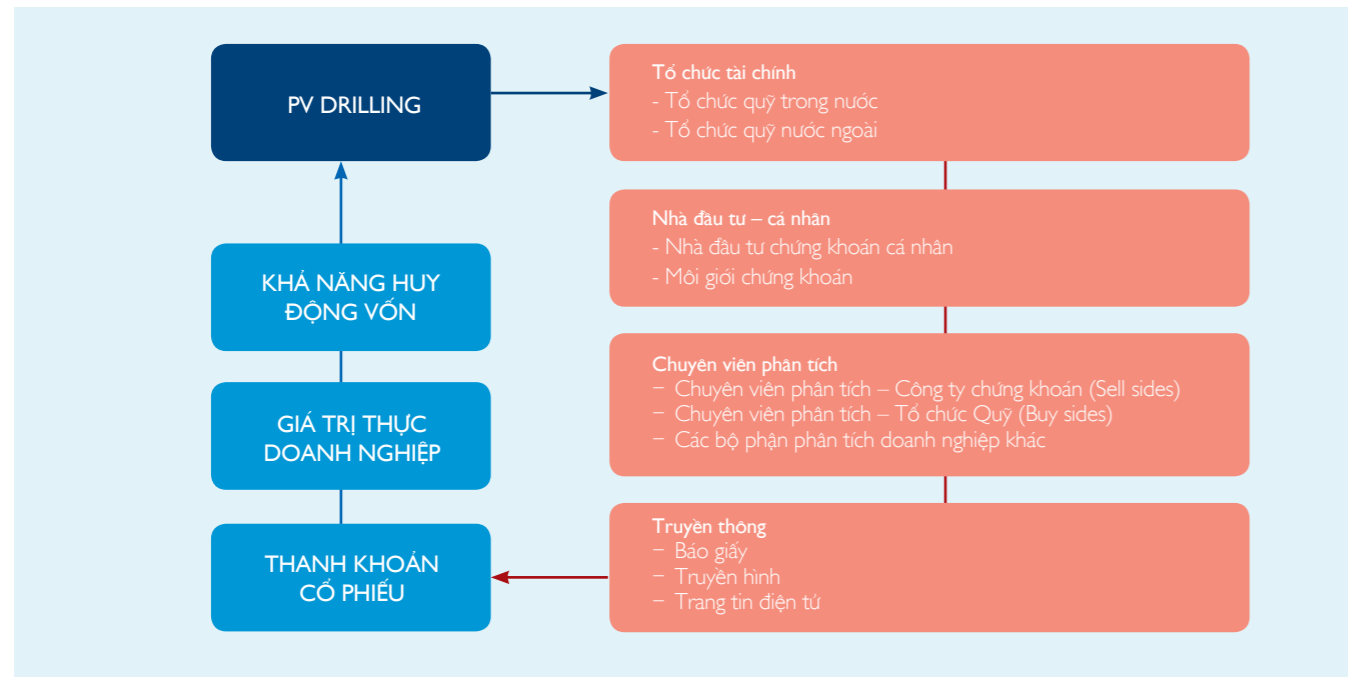 PV DRILLING
Tổ chức tài chính
- Tổ chức quỹ trong nước
- Tổ chức quỹ nước ngoài
Nhà đầu tư – cá nhân
- Nhà đầu tư chứng khoán cá nhân
- Môi giới chứng khoán
KHẢ NĂNG HUY
ĐỘNG VỐN
Chuyên viên phân tích
– Chuyên viên phân tích – Công ty chứng khoán (Sell sides)
– Chuyên viên phân tích – Tổ chức Quỹ (Buy sides)
– Các bộ phận phân tích doanh nghiệp khác
GIÁ TRỊ THỰC
DOANH NGHIỆP
Truyền thông
– Báo giấy
– Truyền hình
– Trang tin điện tử
THANH KHOẢN
CỔ PHIẾU